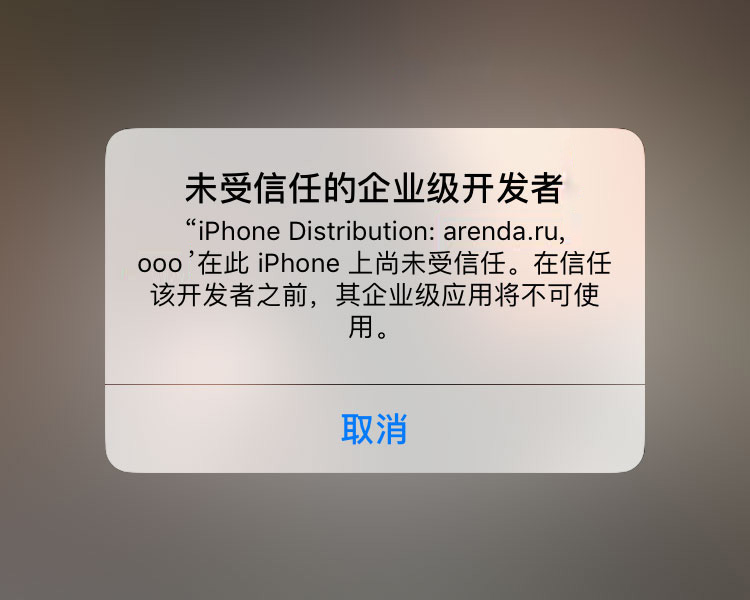 未受信任的企业级开发者
“iPhone Distribution: arenda.ru,
ooo ’在此 iPhone 上尚未受信任。在信任
该开发者之前，其企业级应用将不可使
用。
取消